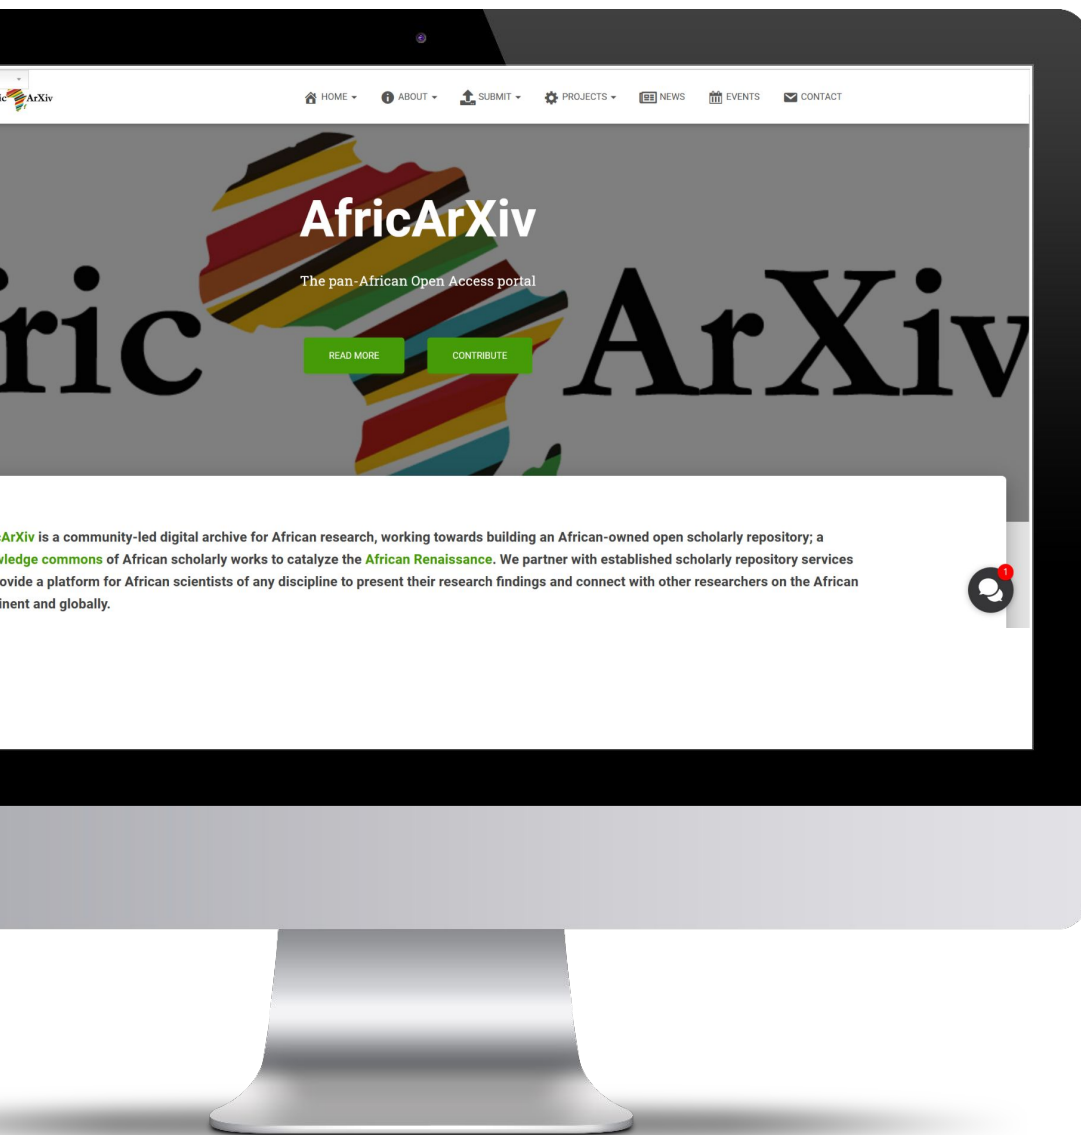 ic ArXiv
HOME
ABOUT
SUBMIT
PROJECTS
NEWS
EVENTS
CONTACT
ric ArXiv
AfricArXiv
The pan-African Open Access portal
READ MORE
CONTRIBUTE
cArXiv is a community-led digital archive for African research, working towards building an African-owned open scholarly repository; a
wledge commons of African scholarly works to catalyze the African Renaissance. We partner with established scholarly repository services
ovide a platform for African scientists of any discipline to present their research findings and connect with other researchers on the African
inent and globally.
1